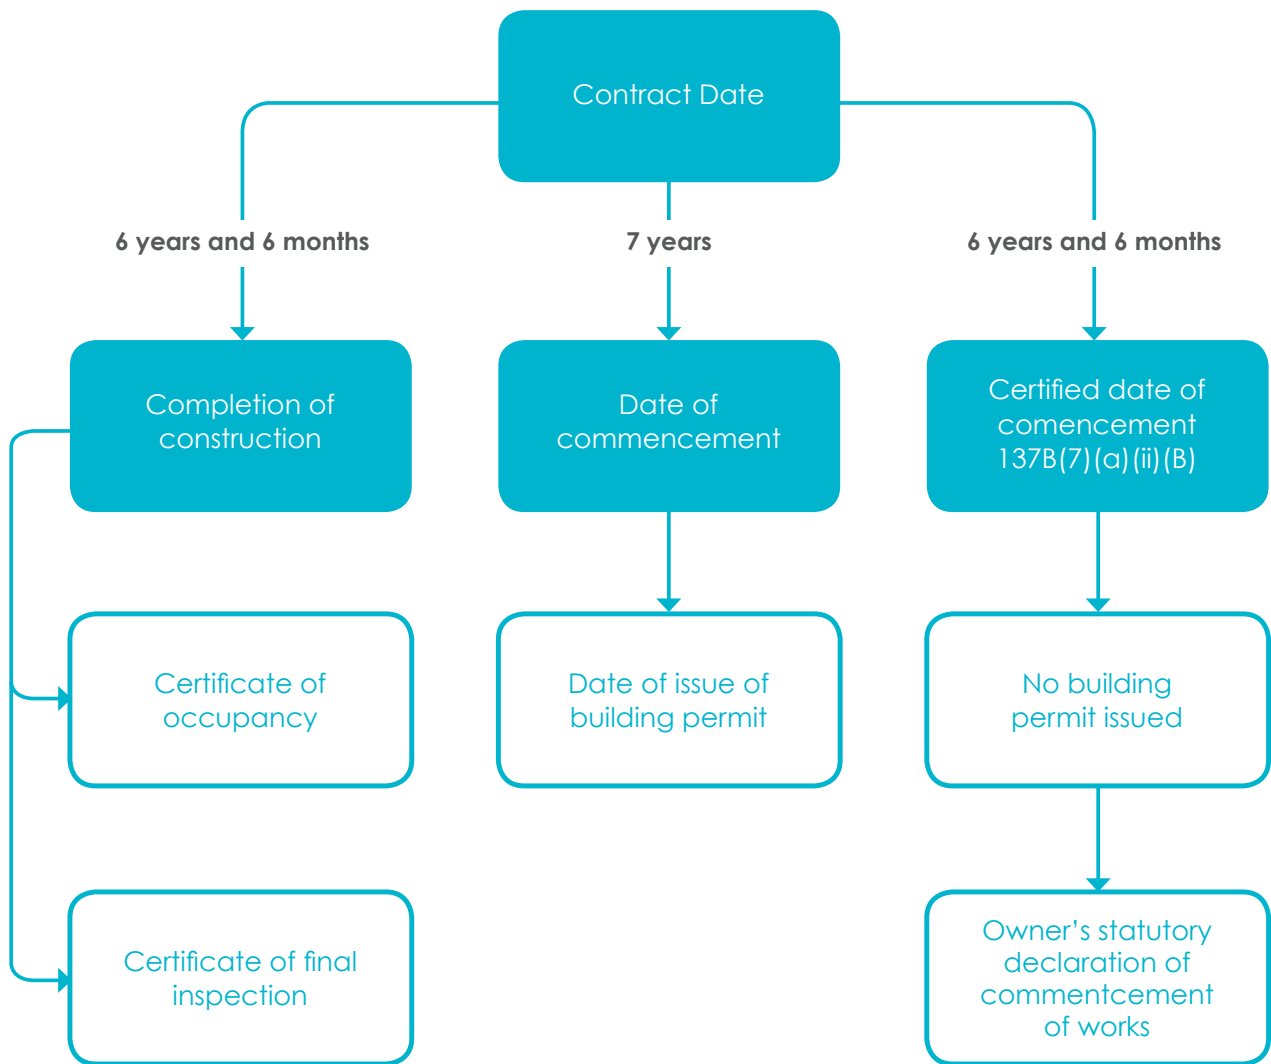 Contract Date
6 years and 6 months
7 years
6 years and 6 months
Completion of
construction
Date of
commencement
Certified date of
comencement
137B(7)(a)(ii)(B)
Certificate of
occupancy
Date of issue of
building permit
No building
permit issued
Certificate of final
inspection
Owner’s statutory
declaration of
commentcement
of works